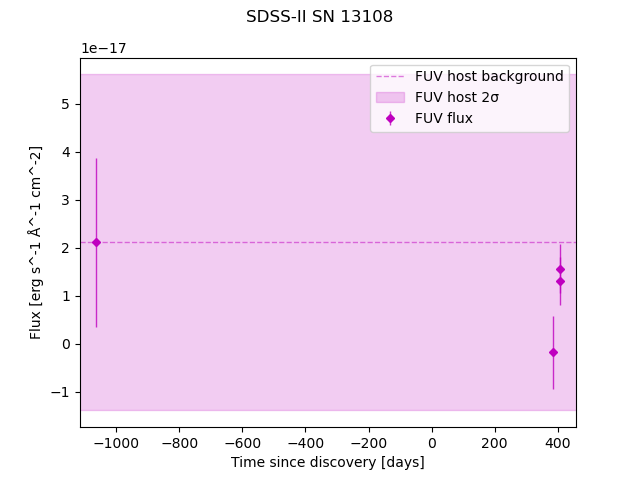 SDSS-II SN 13108
1e−17
FUV host background
FUV host 2σ
FUV flux
Flux [erg s^-1 Å^-1 cm^-2]
5
4
3
2
1
0
−1
−1000
−800
−600
−400
−200
0
200
400
Time since discovery [days]